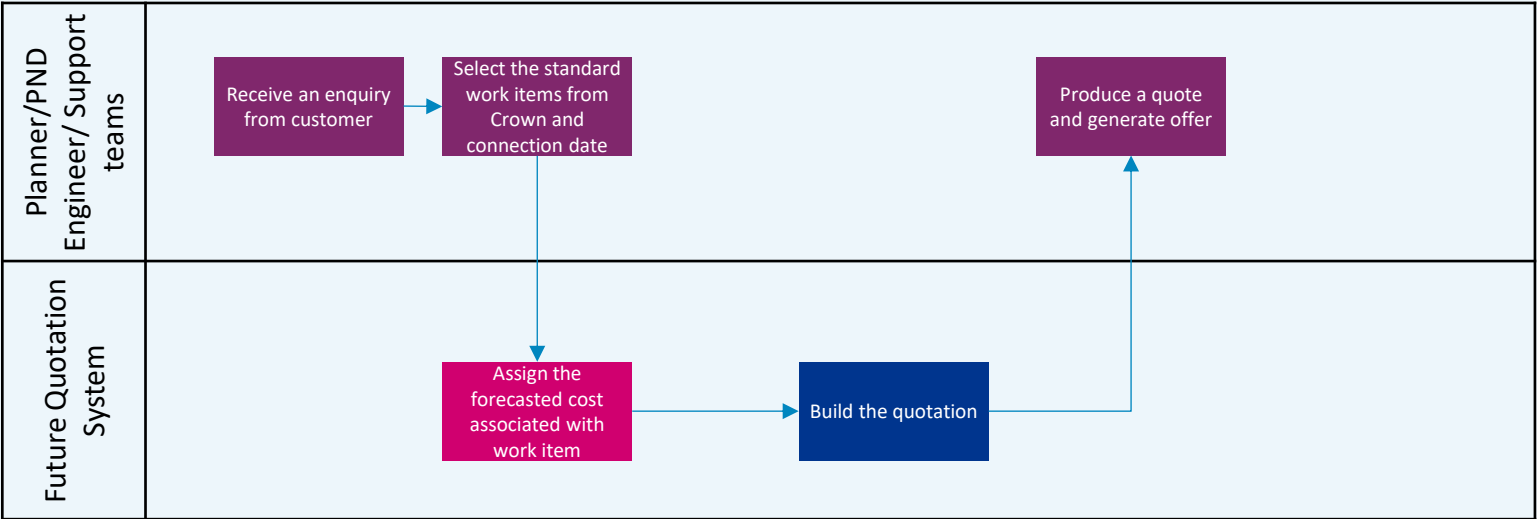 Planner/PND
Engineer/ Support
teams
Receive an enquiry
from customer
Select the standard
work items from
Crown and
connection date
Produce a quote
and generate offer
Future Quotation
System
Assign the
forecasted cost
associated with
work item
Build the quotation